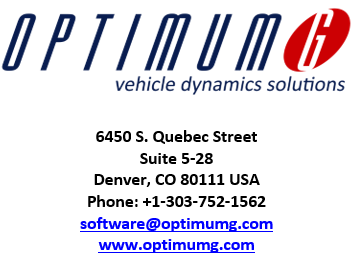 OPTIMUMG
vehicle dynamics solutions
6450 S. Quebec Street
Suite 5-28
Denver, CO 80111 USA
Phone: +1-303-752-1562
software@optimumg.com
www.optimumg.com